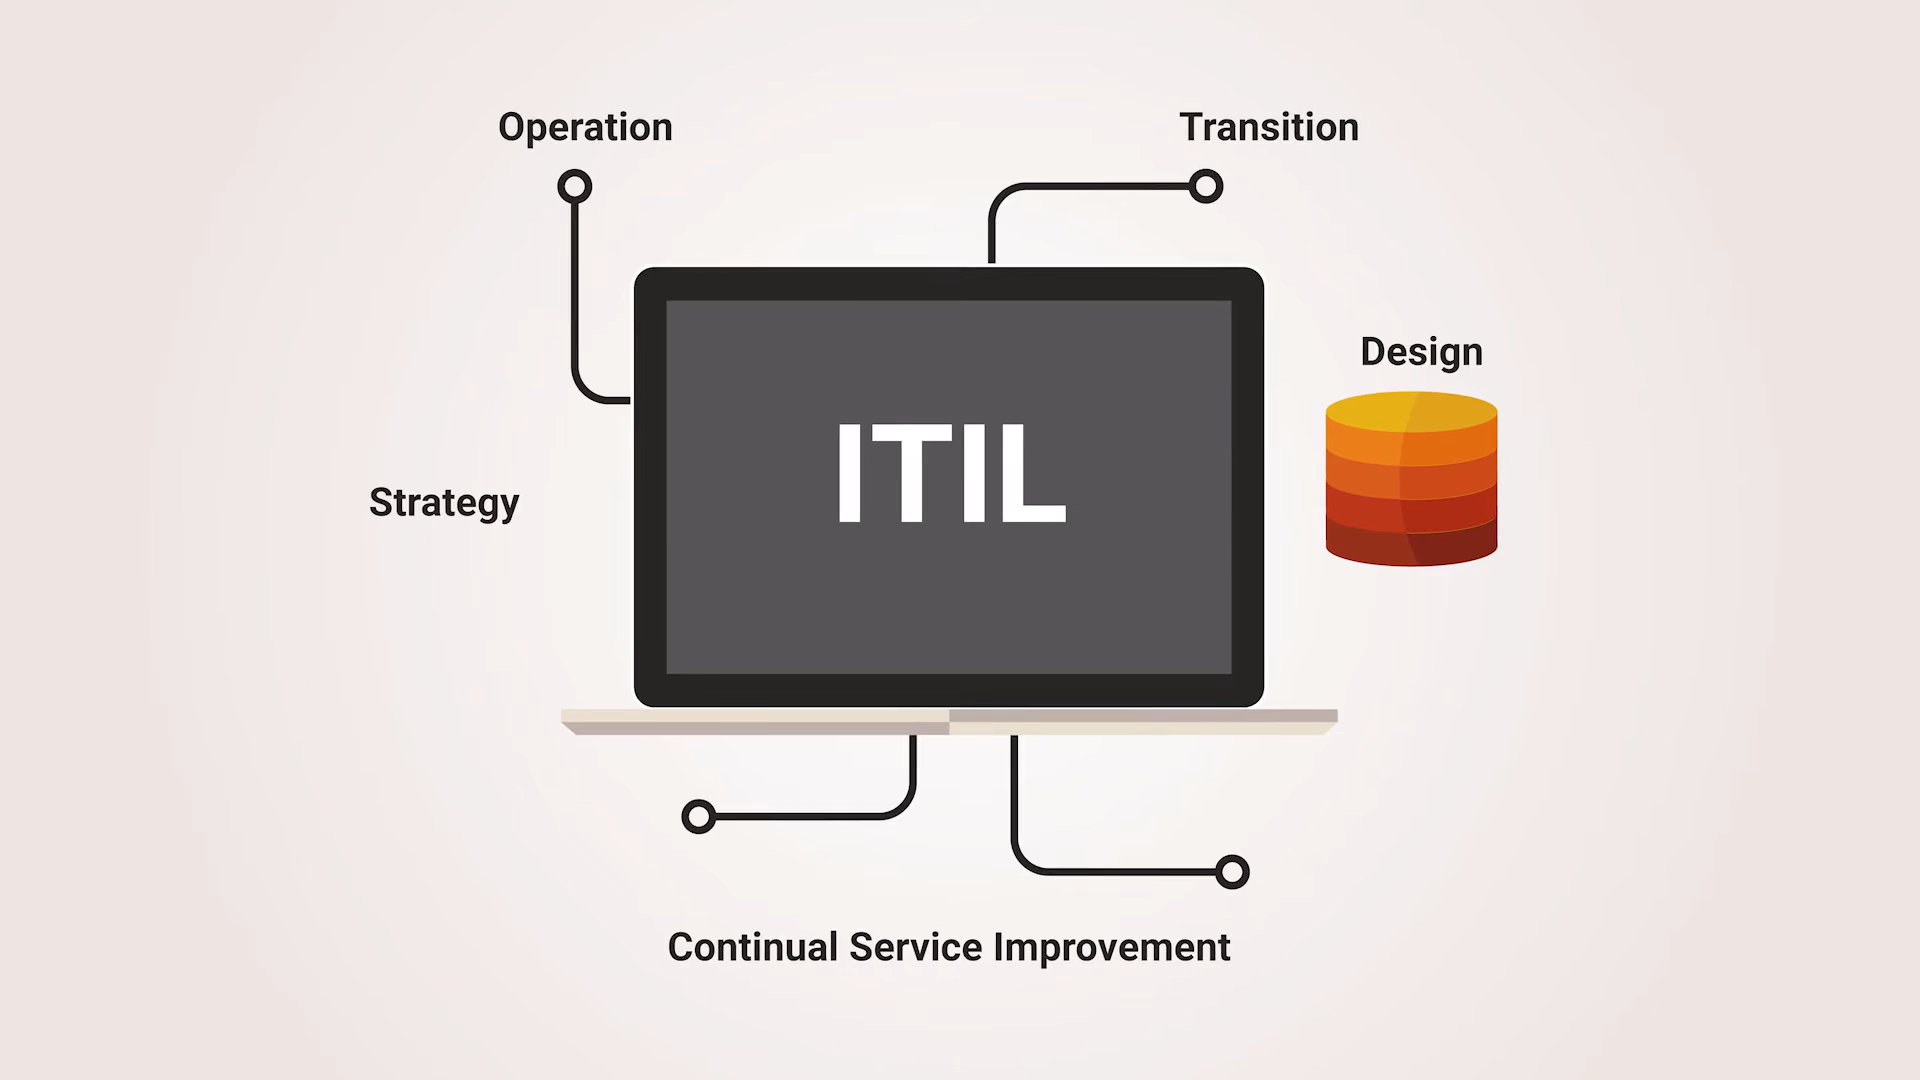 Operation
Transition
Design
ITIL
Strategy
Continual Service Improvement